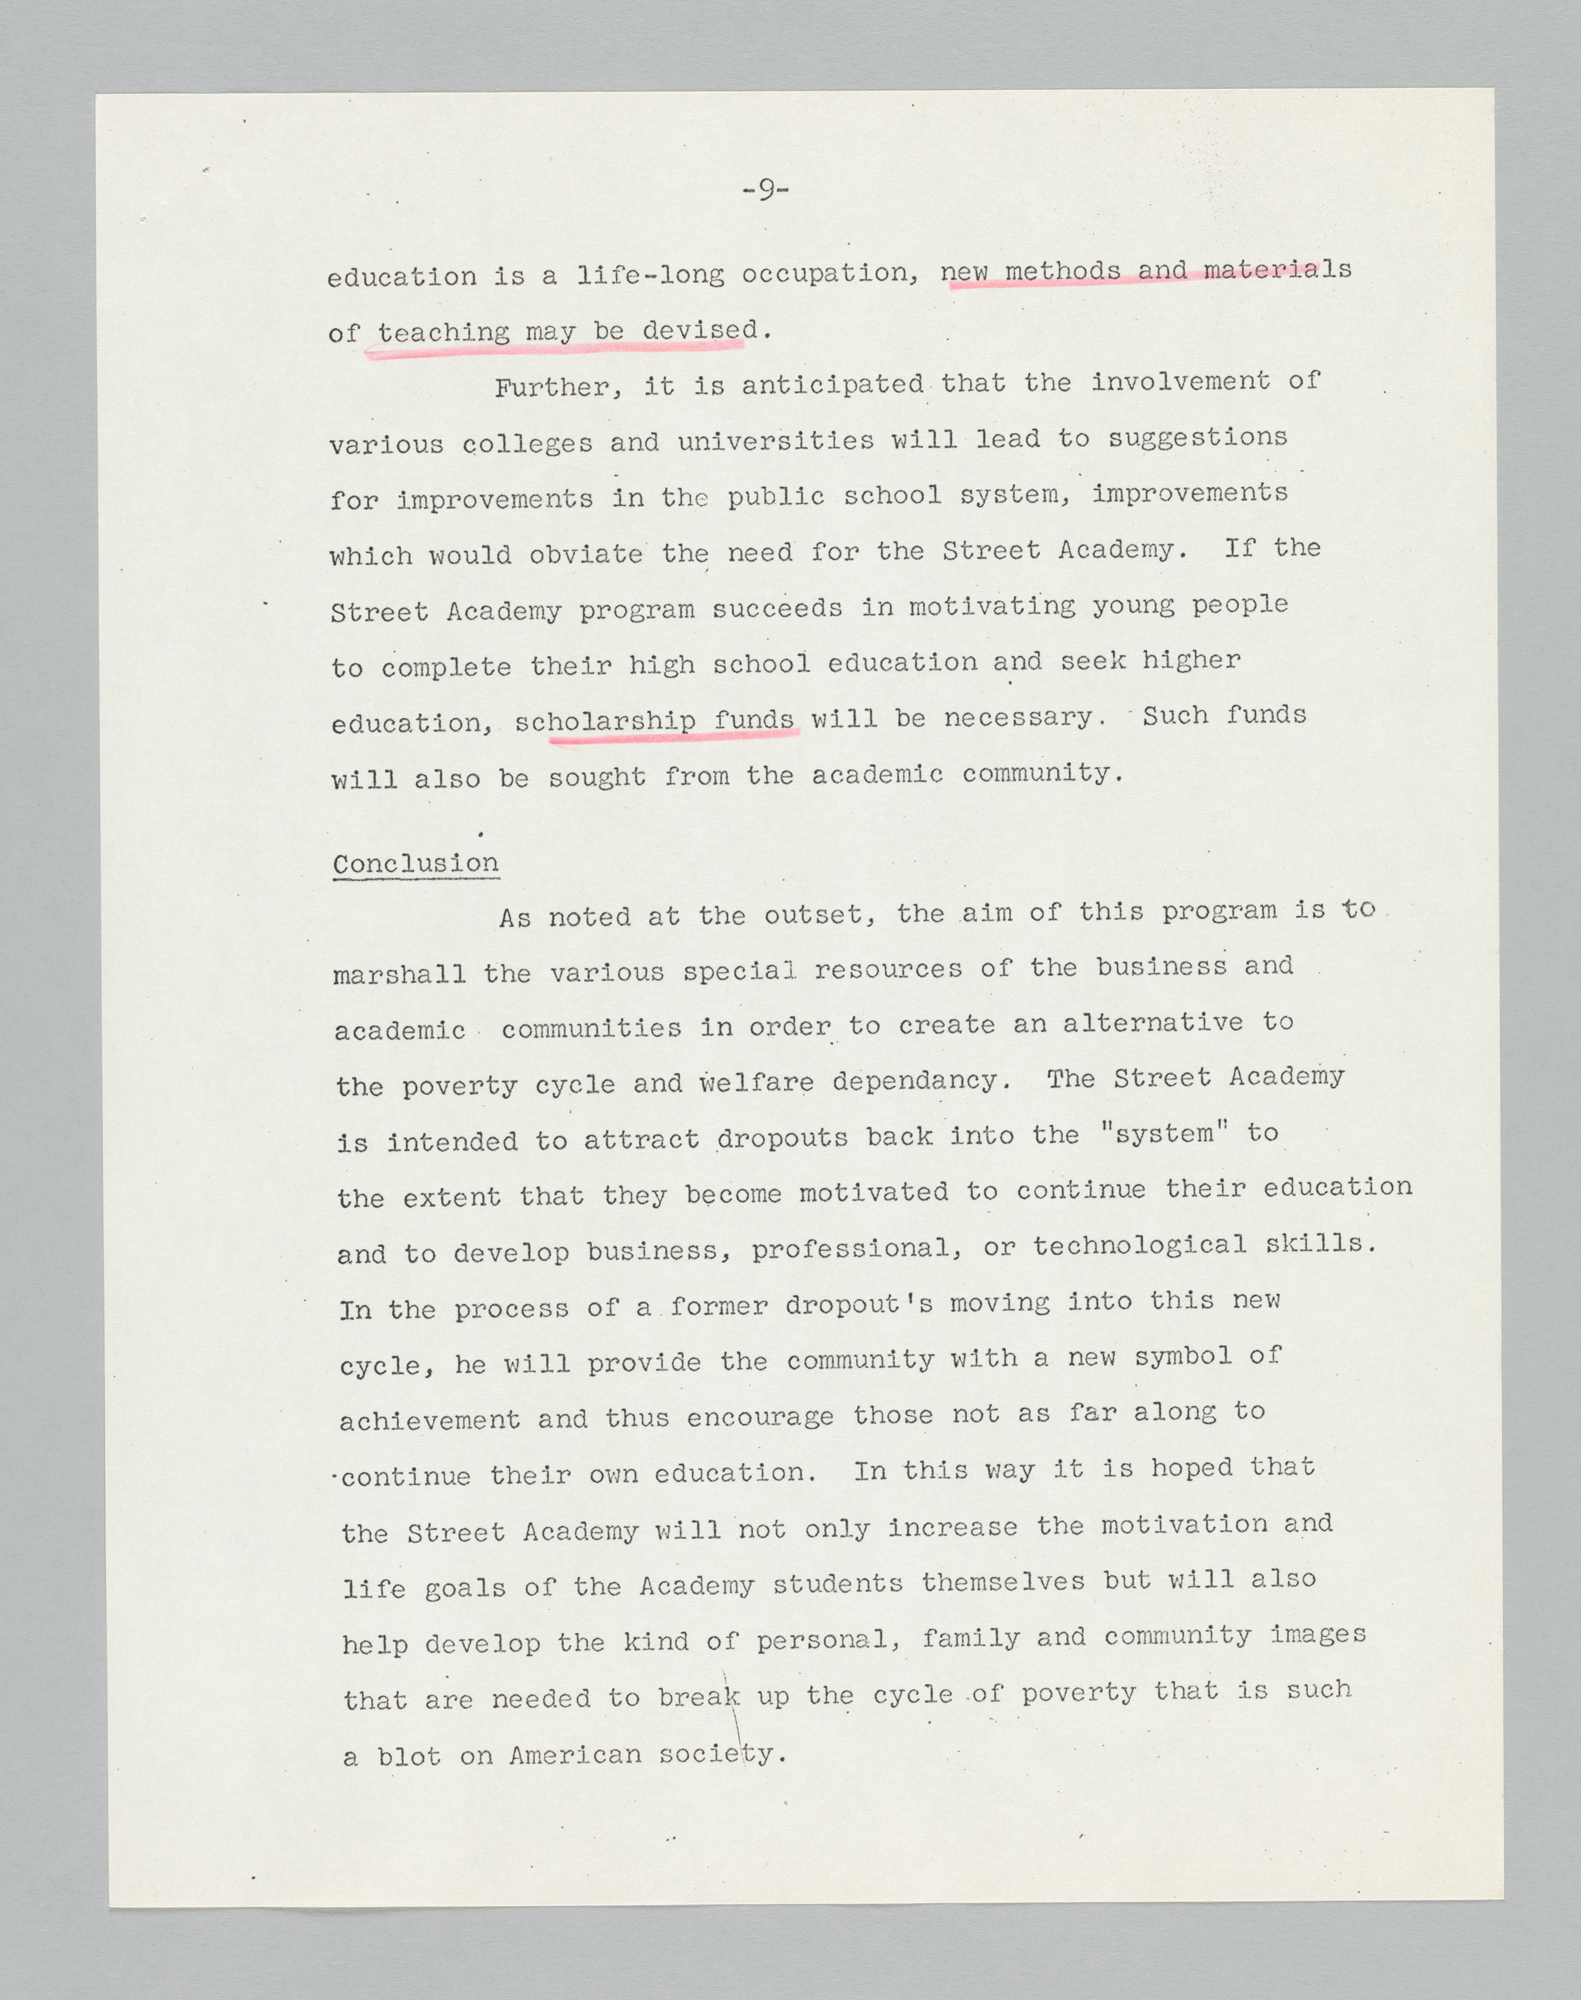 -9-
education is a life-long occupation, new methods and materials
of teaching may be devised.
Further, it is anticipated that the involvement of
various colleges and universities will lead to suggestions
for improvements in the public school system, improvements
which would obviate the need for the Street Academy.  If the
Street Academy program succeeds in motivating young people
to complete their high school education and seek higher
education, scholarship funds will be necessary.  Such funds
will also be sought from the academic community.
Conclusion
As noted at the outset, the aim of this program is to
marshall the various special resources of the business and
academic communities in order to create an alternative to
the poverty cycle and welfare dependancy.  The Street Academy
is intended to attract dropouts back into the "system" to
the extent that they become motivated to continue their education
and to develop business, professional, or technological skills.
In the process of a former dropout's moving into this new
cycle, he will provide the community with a new symbol of
achievement and thus encourage those not as far along to
continue their own education.  In this way it is hoped that
the Street Academy will not only increase the motivation and
life goals of the Academy students themselves but will also
help develop the kind of personal, family and community images
that are needed to break up the cycle of poverty that is such
a blot on American society.